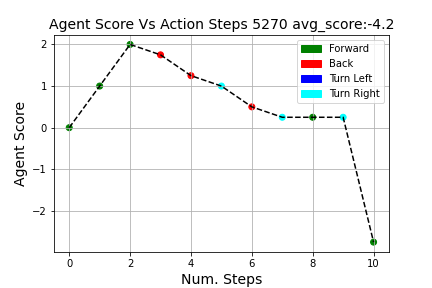 Agent Score Vs Action Steps 5270 avg_score:-4.2
Forward
Back
Turn Left
Turn Right
Agent Score
2
1
0
−1
−2
0 2 4 6 8 10
Num. Steps